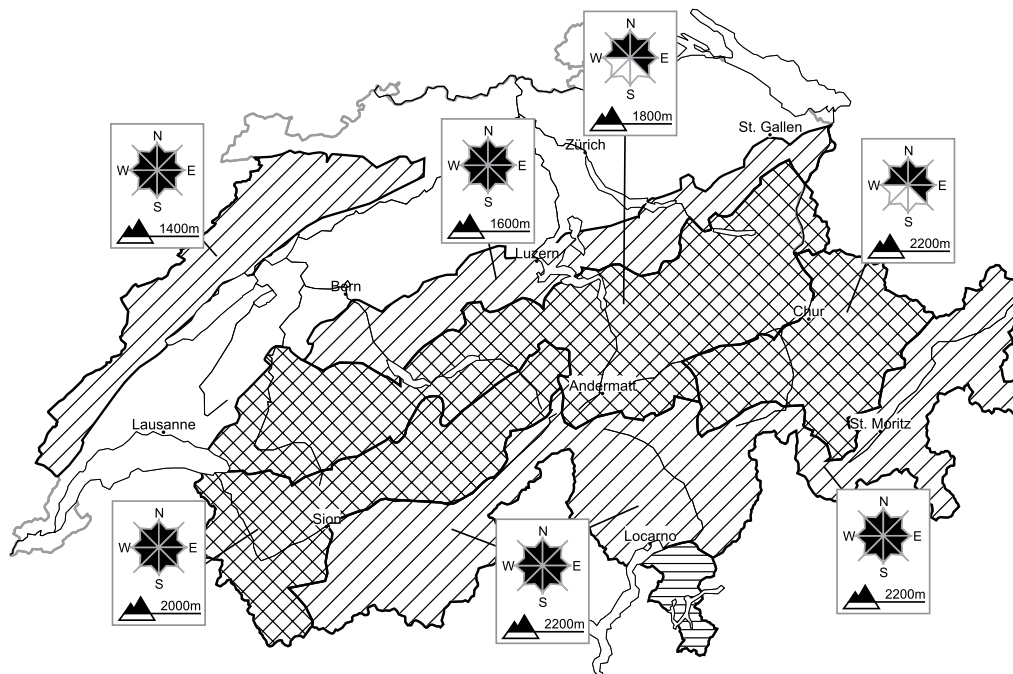 N
W E
S
1800m
St. Gallen
Zürich
N
W E
S
1400m
N
W E
S
1600m
N
W E
S
2200m
Luzern
Bern
Chur
Andermatt
Lausanne
St. Moritz
Sion
Locarno
N
W E
S
2000m
N
W E
S
2200m
N
W E
S
2200m